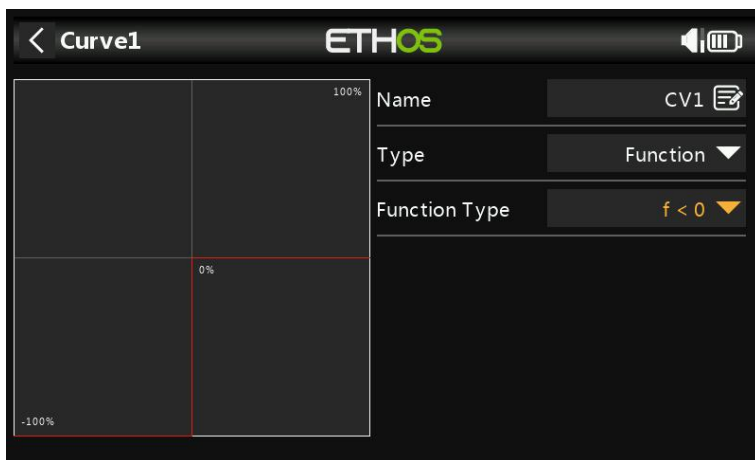 Curve1
ETHOS
100%
Name
CV1
Type
Function
Function Type
f < 0
0%
-100%